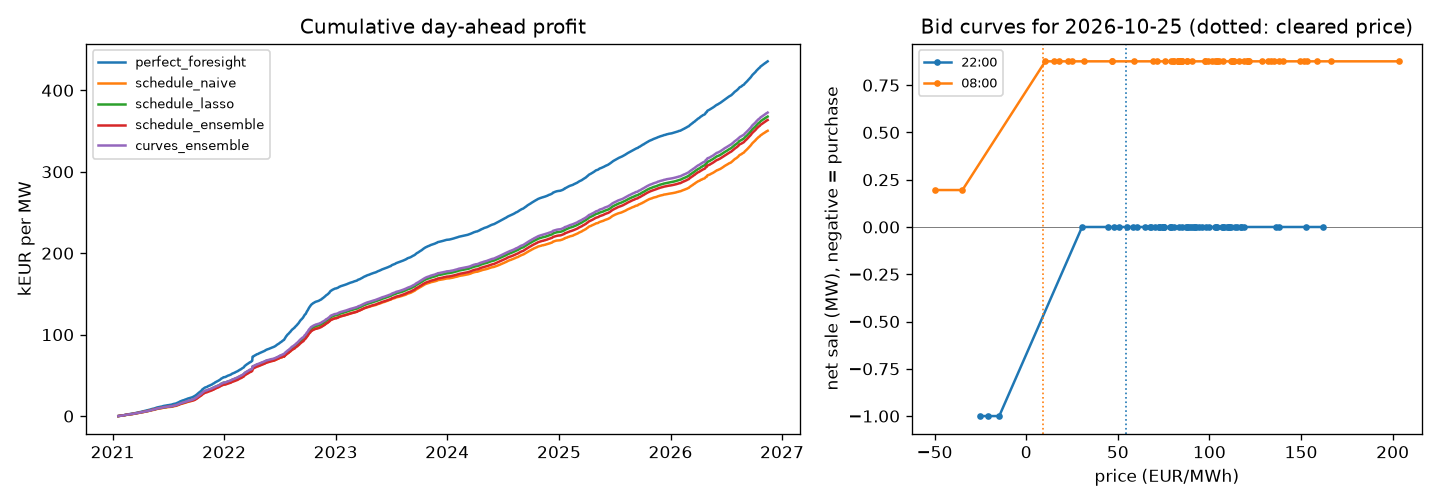 Cumulative day-ahead profit
kEUR per MW
400
300
200
100
0
2021
2022
2023
2024
2025
2026
2027
perfect_foresight
schedule_naive
schedule_lasso
schedule_ensemble
curves_ensemble
Bid curves for 2026-10-25 (dotted: cleared price)
net sale (MW), negative = purchase
0.75
0.50
0.25
0.00
−0.25
−0.50
−0.75
−1.00
−50
0
50
100
150
200
price (EUR/MWh)
22:00
08:00